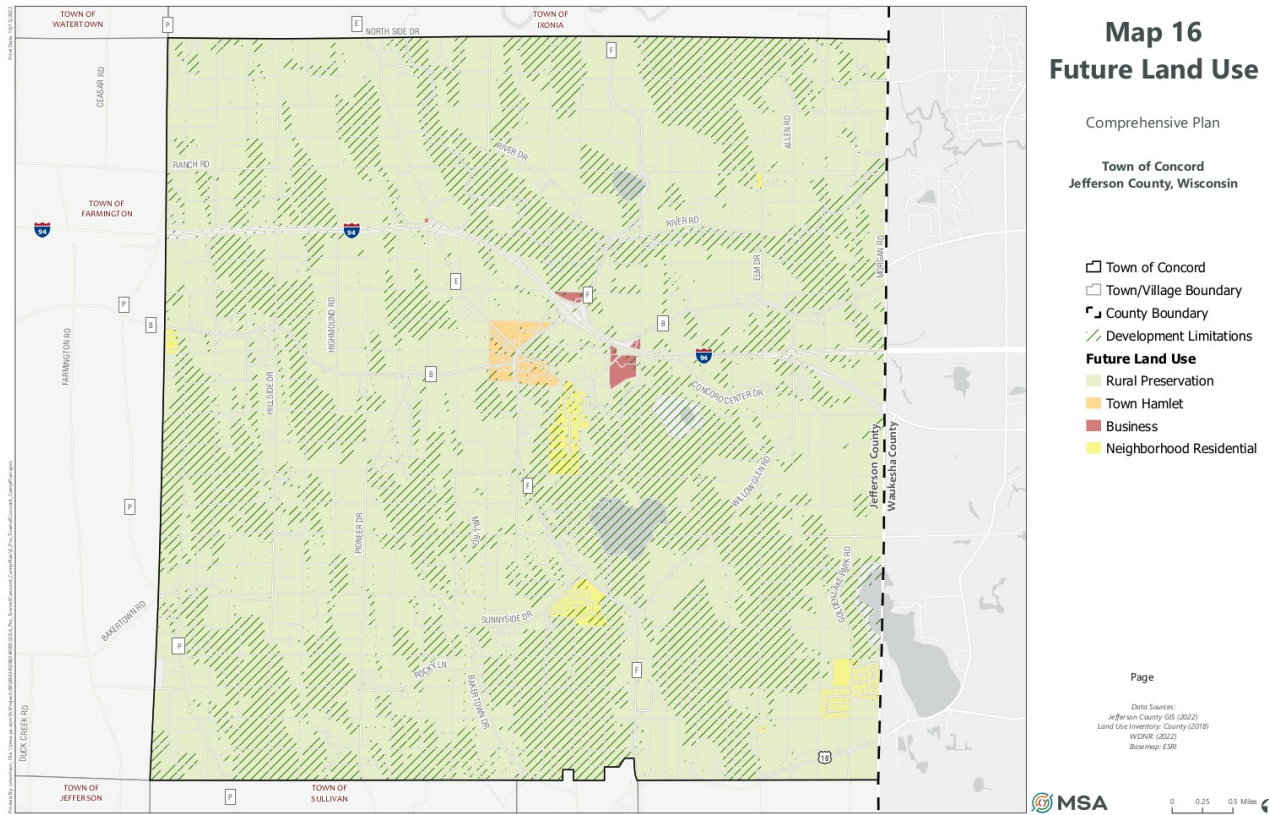 Map 16
Future Land Use
Comprehensive Plan
Town of Concord
Jefferson County, Wisconsin
Town of Concord
Town/Village Boundary
County Boundary
Development Limitations
Future Land Use
Rural Preservation
Town Hamlet
Business
Neighborhood Residential
Page
Data Sources:
Jefferson County GIS (2022)
Land Use Inventory: County (2018)
WDNR (2022)
Basemap: ESRI
MSA
0 0.25 0.5 Miles
TOWN OF
WATERTOWN
P
E
TOWN OF
IXONIA
NORTH SIDE DR
F
CEASAR RD
ALLEN RD
RANCH RD
RIVER DR
TOWN OF
FARMINGTON
94
94
RIVER RD
MORGAN RD
ELM DR
E
F
P
B
HIGHMOUND RD
B
FARMINGTON RD
94
B
HILLSIDE DR
CONCORD CENTER DR
Jefferson County
Waukesha County
WILLOW GLEN RD
F
P
PIONEER DR
MILL RD
GOLDEN LAKE PARK RD
BAKERTOWN RD
SUNNYSIDE DR
P
ROCKY LN
F
BAKERTOWN DR
DUCK CREEK RD
18
TOWN OF
JEFFERSON
P
TOWN OF
SULLIVAN